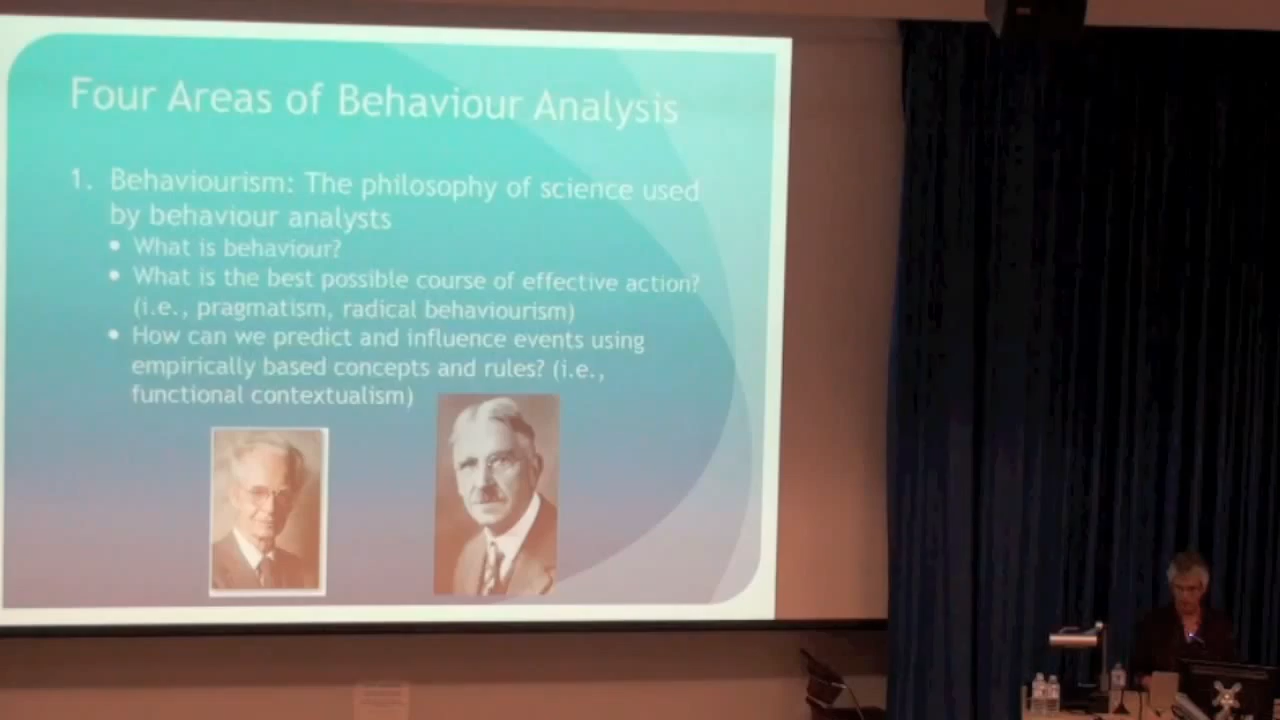 Four Areas of Behaviour Analysis
1. Behaviourism: The philosophy of science used
by behaviour analysts
• What is behaviour?
• What is the best possible course of effective action?
(i.e., pragmatism, radical behaviourism)
• How can we predict and influence events using
empirically based concepts and rules? (i.e.,
functional contextualism)